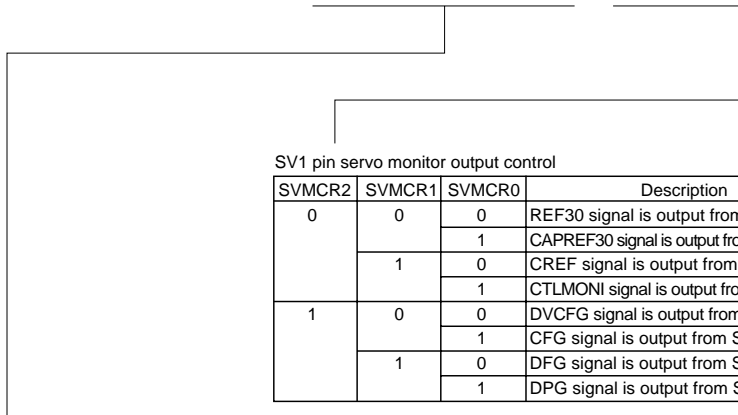 SV1 pin servo monitor output control
SVMCR2 SVMCR1 SVMCR0 Description
0 0 0 REF30 signal is output from
1 CAPREF30 signal is output
1 0 CREF signal is output from
1 CTLMONI signal is output
1 0 0 DVCFG signal is output from
1 CFG signal is output from
1 0 DFG signal is output from
1 DPG signal is output from